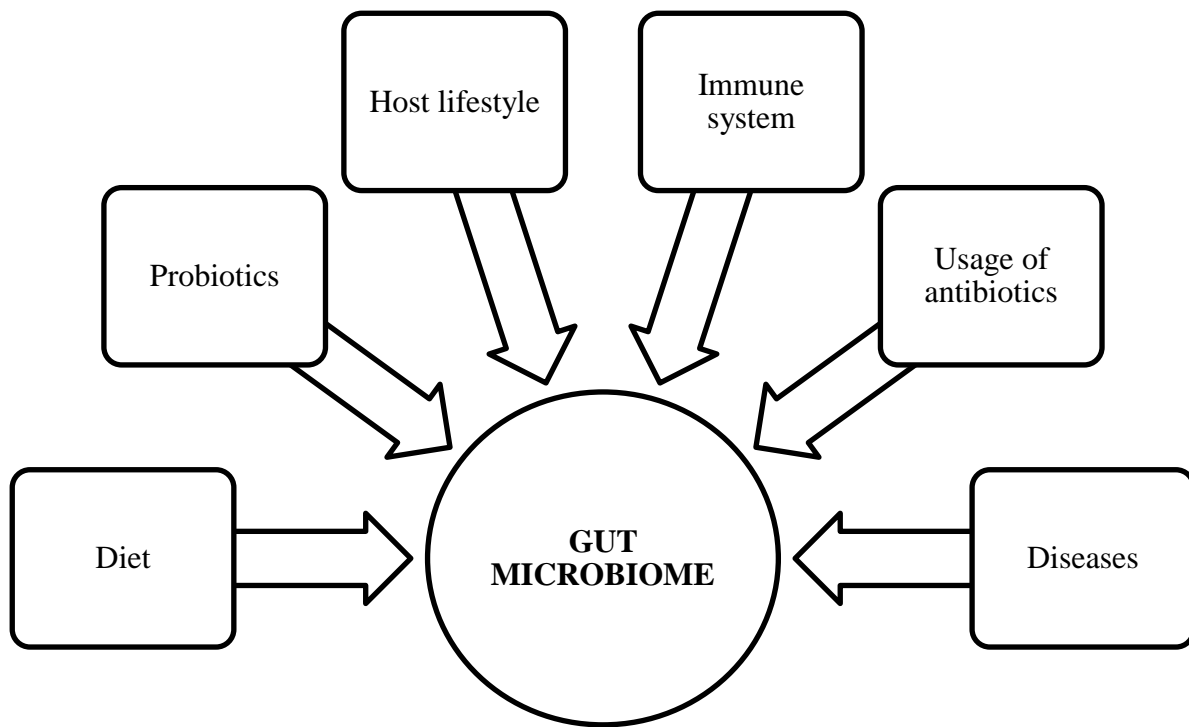 Host lifestyle
Immune
system
Probiotics
Usage of
antibiotics
Diet
GUT
MICROBIOME
Diseases